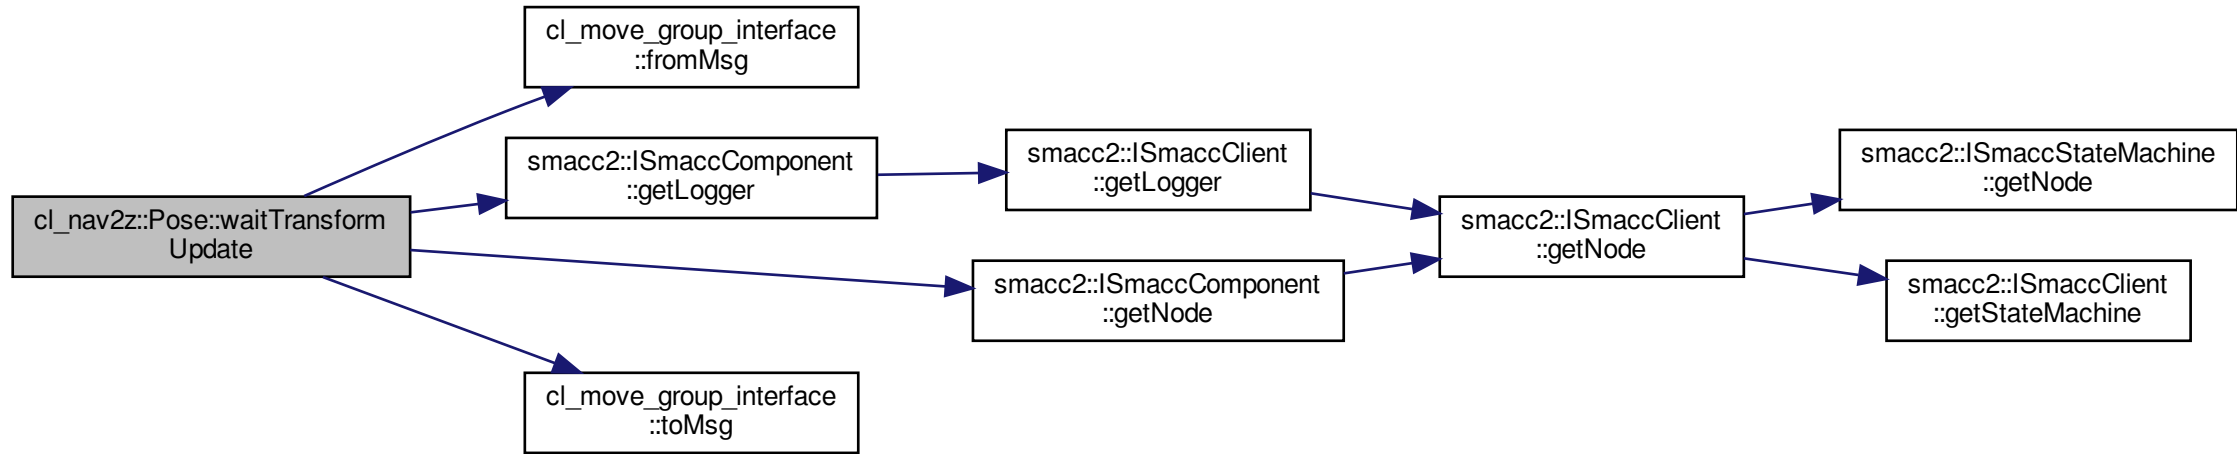 cl_move_group_interface
::fromMsg
smacc2::ISmaccComponent
::getLogger
smacc2::ISmaccClient
::getLogger
smacc2::ISmaccStateMachine
::getNode
cl_nav2z::Pose::waitTransform
Update
smacc2::ISmaccClient
::getNode
smacc2::ISmaccComponent
::getNode
smacc2::ISmaccClient
::getStateMachine
cl_move_group_interface
::toMsg